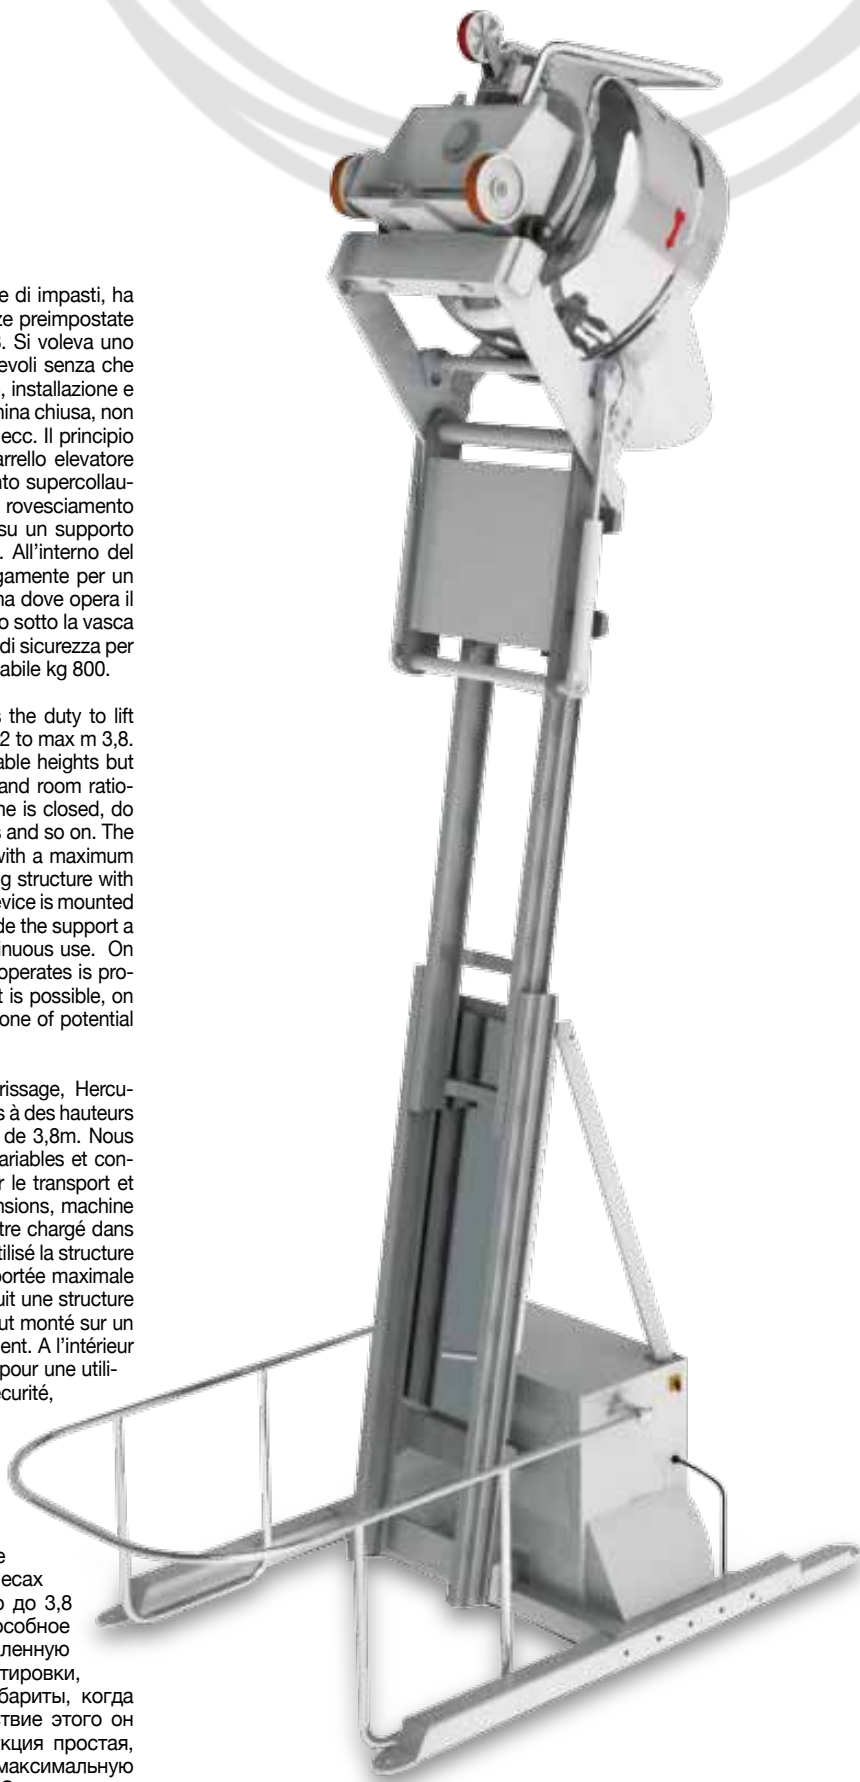 e di impasti, ha
ze preimpostate
. Si voleva uno
evoli senza che
, installazione e
nina chiusa, non
ecc. Il principio
arrello elevatore
nto supercollau-
rovesciamento
su un supporto
. All’interno del
gamente per un
na dove opera il
o sotto la vasca
di sicurezza per
abile kg 800.
the duty to lift
2 to max m 3,8.
able heights but
and room ratio-
ne is closed, do
s and so on. The
with a maximum
g structure with
evice is mounted
de the support a
inuous use. On
operates is pro-
t is possible, on
one of potential
rissage, Hercu-
s à des hauteurs
de 3,8m. Nous
ariables et con-
r le transport et
nsions, machine
tre chargé dans
tilisé la structure
portée maximale
uit une structure
out monté sur un
ent. A l’intérieur
pour une utili-
écurité,
е
есах
о до 3,8
особное
ленную
тировки,
бариты, когда
ствие этого он
кция простая,
максимальную